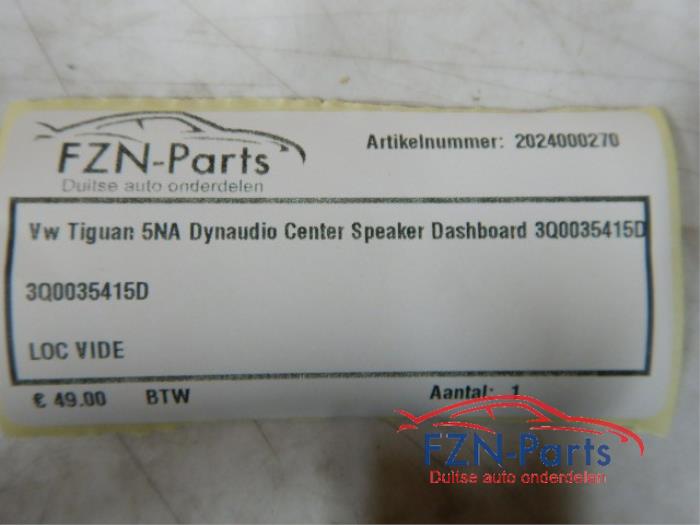 FZN-Parts
Duitse auto onderdelen
Artikelnummer: 2024000270
Vw Tiguan 5NA Dynaudio Center Speaker Dashboard 3Q0035415D
3Q0035415D
LOC VIDE
€ 49.00 BTW Aantal: 1
FZN-Parts
Duitse auto onderdelen